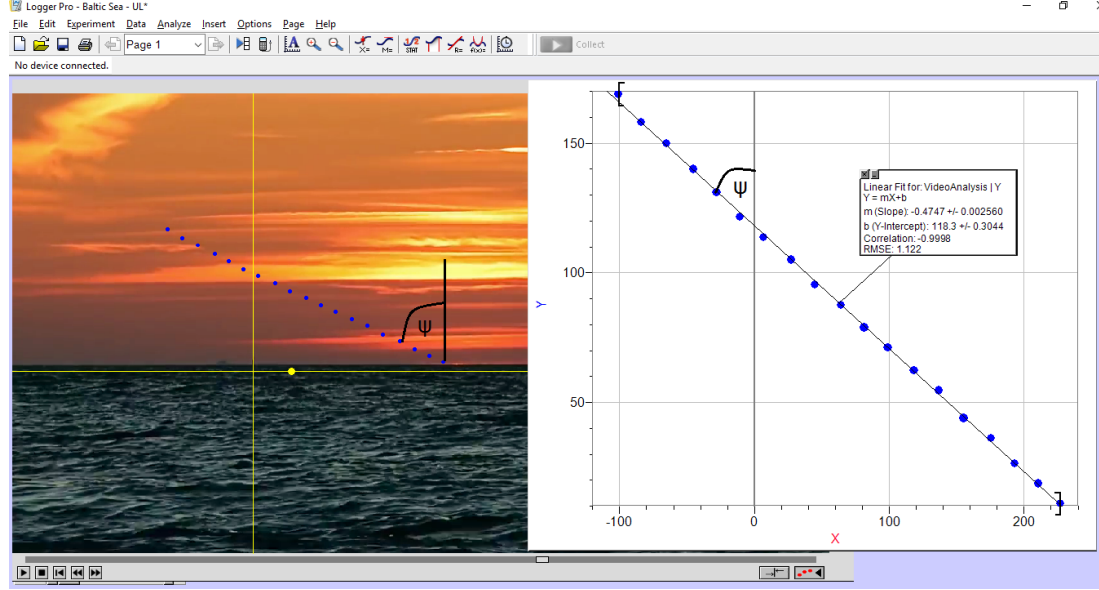 Logger Pro - Baltic Sea - UL*
File Edit Experiment Data Analyze Insert Options Page Help
Page 1
X=
M=
STAT
R=
f(x)=
Collect
No device connected.
150
100
50
-100
0
100
200
X
Y
ψ
ψ
Linear Fit for: VideoAnalysis | Y
Y = mX+b
m (Slope): -0.4747 +/- 0.002560
b (Y-Intercept): 118.3 +/- 0.3044
Correlation:-0.9998
RMSE: 1.122